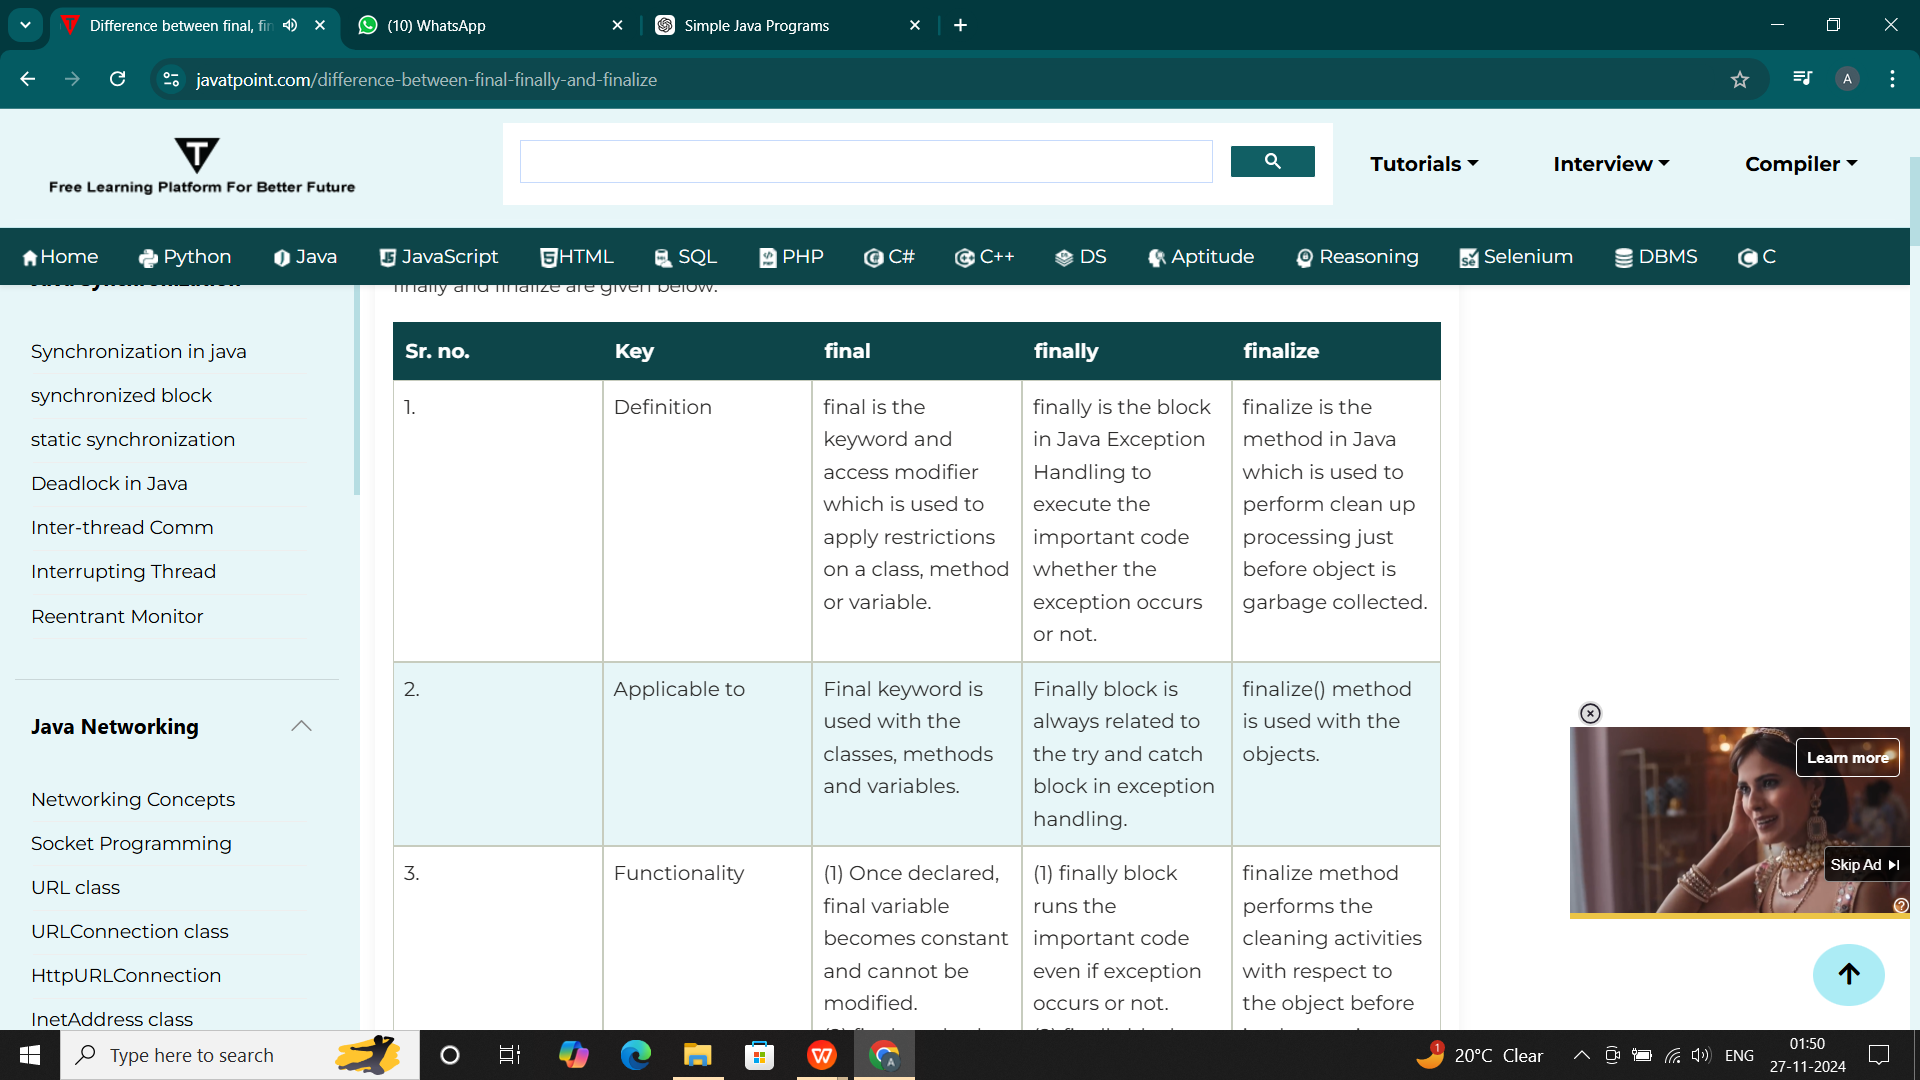 Difference between final, fin
(10) WhatsApp
Simple Java Programs
javatpoint.com/difference-between-final-finally-and-finalize
A
T
Free Learning Platform For Better Future
Tutorials
Interview
Compiler
Home
Python
Java
JavaScript
HTML
SQL
PHP
C#
C++
DS
Aptitude
Reasoning
Selenium
DBMS
C
Java Synchronization
Synchronization in java
synchronized block
static synchronization
Deadlock in Java
Inter-thread Comm
Interrupting Thread
Reentrant Monitor
Java Networking
Networking Concepts
Socket Programming
URL class
URLConnection class
HttpURLConnection
InetAddress class
finally and finalize are given below.
Sr. no.
Key
final
finally
finalize
1.
Definition
final is the
keyword and
access modifier
which is used to
apply restrictions
on a class, method
or variable.
finally is the block
in Java Exception
Handling to
execute the
important code
whether the
exception occurs
or not.
finalize is the
method in Java
which is used to
perform clean up
processing just
before object is
garbage collected.
2.
Applicable to
Final keyword is
used with the
classes, methods
and variables.
Finally block is
always related to
the try and catch
block in exception
handling.
finalize() method
is used with the
objects.
3.
Functionality
(1) Once declared,
final variable
becomes constant
and cannot be
modified.
(1) finally block
runs the
important code
even if exception
occurs or not.
finalize method
performs the
cleaning activities
with respect to
the object before
Learn more
Skip Ad
Type here to search
1
20°C Clear
ENG
01:50
27-11-2024